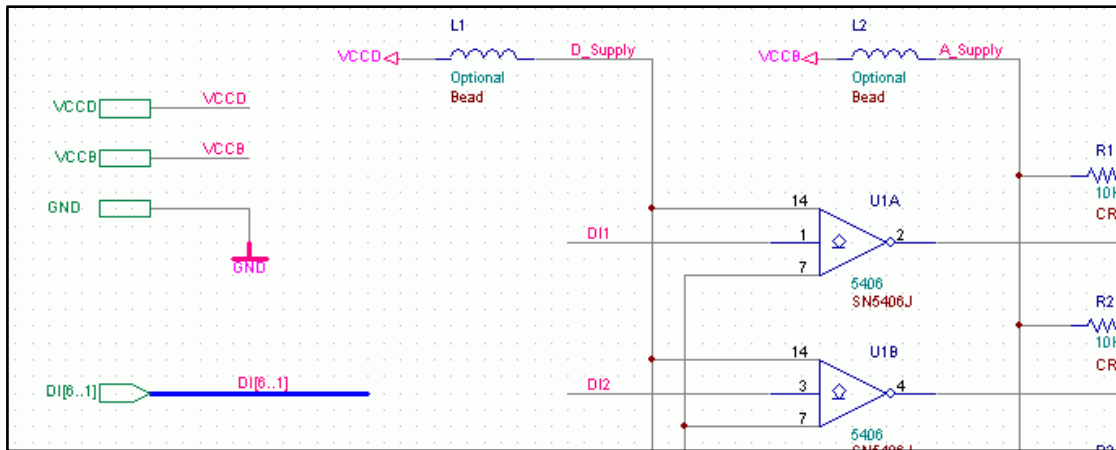 L1
L2
VCCD
D_Supply
VCCB
A_Supply
Optional
Bead
Optional
Bead
VCCD
VCCD
VCCB
VCCB
R1
10K
CR
GND
GND
14
U1A
DI1
1
2
7
5406
SN5406J
R2
10K
CR
14
U1B
DI[6..1]
DI[6..1]
DI2
3
4
7
5406
SN5406J